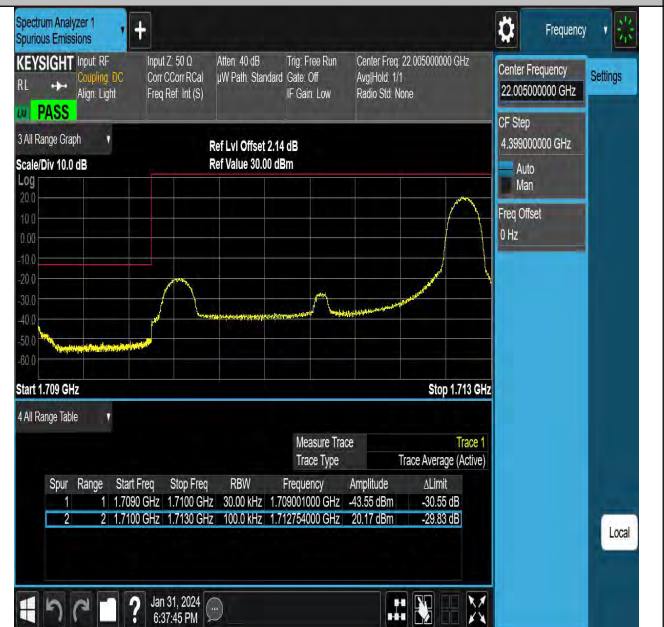 Spectrum Analyzer 1
Spurious Emissions
+
Frequency
KEYSIGHT Input: RF Input Z: 50 Ω Atten: 40 dB Trig: Free Run Center Freq: 22.005000000 GHz
RL Coupling: DC Corr CCorr RCal µW Path: Standard Gate: Off Avg|Hold: 1/1
Align: Light Freq Ref: Int (S) IF Gain: Low Radio Std: None
LM PASS
3 All Range Graph
Ref Lvl Offset 2.14 dB
Scale/Div 10.0 dB Ref Value 30.00 dBm
Log
20.0
10.0
0.00
-10.0
-20.0
-30.0
-40.0
-50.0
-60.0
Start 1.709 GHz Stop 1.713 GHz
4 All Range Table
Measure Trace Trace 1
Trace Type Trace Average (Active)
Spur Range Start Freq Stop Freq RBW Frequency Amplitude ΔLimit
1 1 1.7090 GHz 1.7100 GHz 30.00 kHz 1.709001000 GHz -43.55 dBm -30.55 dB
2 2 1.7100 GHz 1.7130 GHz 100.0 kHz 1.712754000 GHz 20.17 dBm -29.83 dB
Center Frequency
22.005000000 GHz
Settings
CF Step
4.399000000 GHz
Auto
Man
Freq Offset
0 Hz
Local
?
Jan 31, 2024
6:37:45 PM